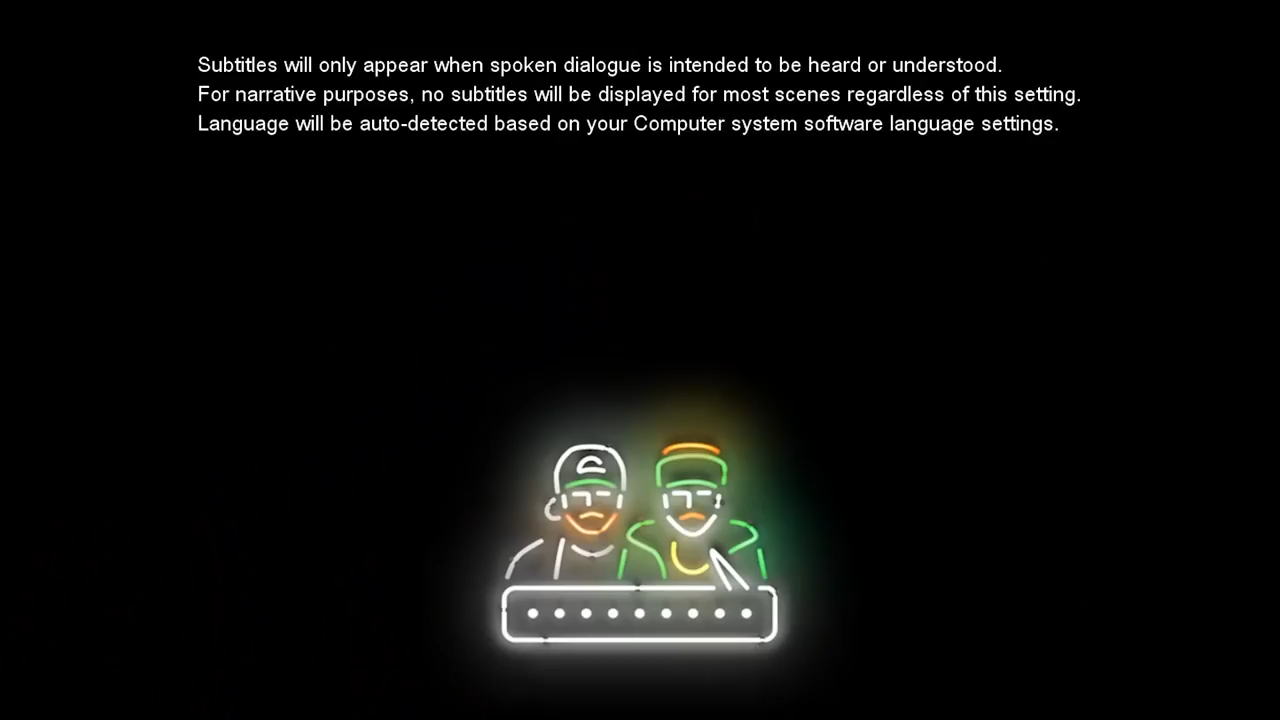 Subtitles will only appear when spoken dialogue is intended to be heard or understood.
For narrative purposes, no subtitles will be displayed for most scenes regardless of this setting.
Language will be auto-detected based on your Computer system software language settings.